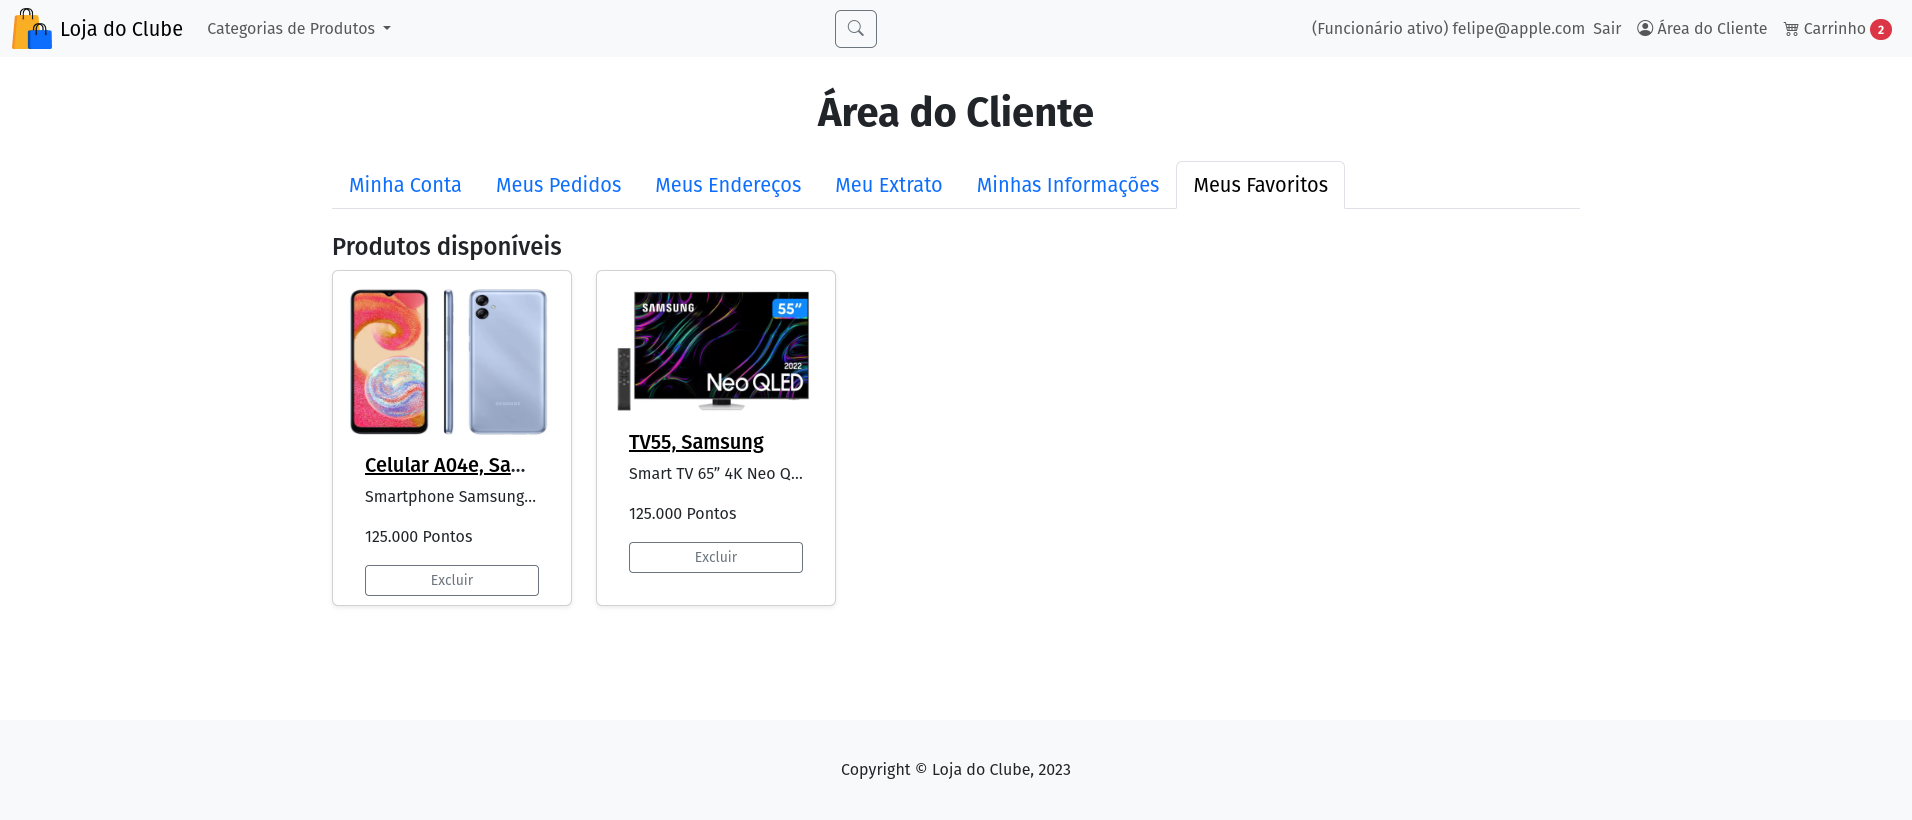 Loja do Clube
Categorias de Produtos
(Funcionário ativo) felipe@apple.com Sair Área do Cliente Carrinho 2
Área do Cliente
Minha Conta Meus Pedidos Meus Endereços Meu Extrato Minhas Informações Meus Favoritos
Produtos disponíveis
SAMSUNG
Celular A04e, Sa...
Smartphone Samsung...
125.000 Pontos
Excluir
SAMSUNG 55”
2022
Neo QLED
TV55, Samsung
Smart TV 65” 4K Neo Q...
125.000 Pontos
Excluir
Copyright © Loja do Clube, 2023